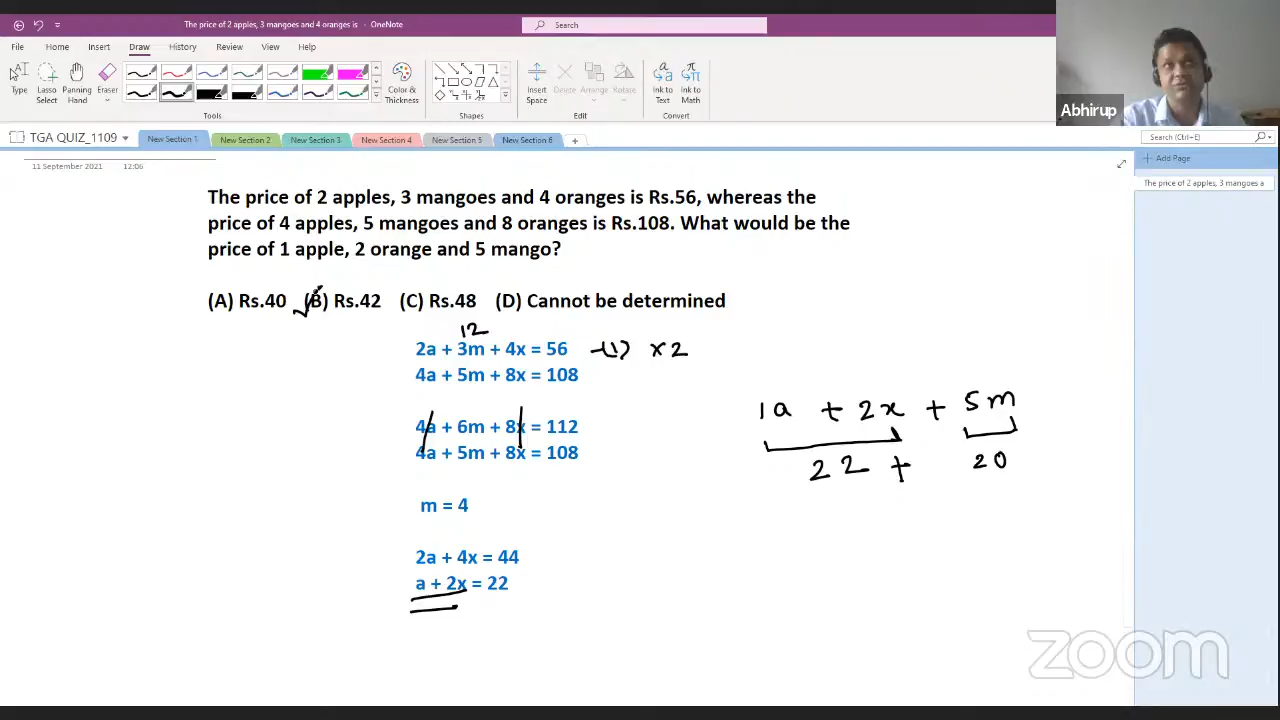 The price of 2 apples, 3 mangoes and 4 oranges is - OneNote
Search
Abhirup
File Home Insert Draw History Review View Help
Type
Lasso Select
Panning Hand
Eraser
Color & Thickness
Insert Space
Delete
Arrange
Rotate
Ink to Text
Ink to Math
Tools
Shapes
Edit
Convert
TGA QUIZ_1109
New Section 1 New Section 2 New Section 3 New Section 4 New Section 5 New Section 6 +
Search (Ctrl+E)
Add Page
The price of 2 apples, 3 mangoes a
11 September 2021 12:06
The price of 2 apples, 3 mangoes and 4 oranges is Rs.56, whereas the
price of 4 apples, 5 mangoes and 8 oranges is Rs.108. What would be the
price of 1 apple, 2 orange and 5 mango?
(A) Rs.40 (B) Rs.42 (C) Rs.48 (D) Cannot be determined
12
2a + 3m + 4x = 56 -(1) x 2
4a + 5m + 8x = 108
4a + 6m + 8x = 112
4a + 5m + 8x = 108
m = 4
2a + 4x = 44
a + 2x = 22
1a + 2x + 5m
22 + 20
zoom